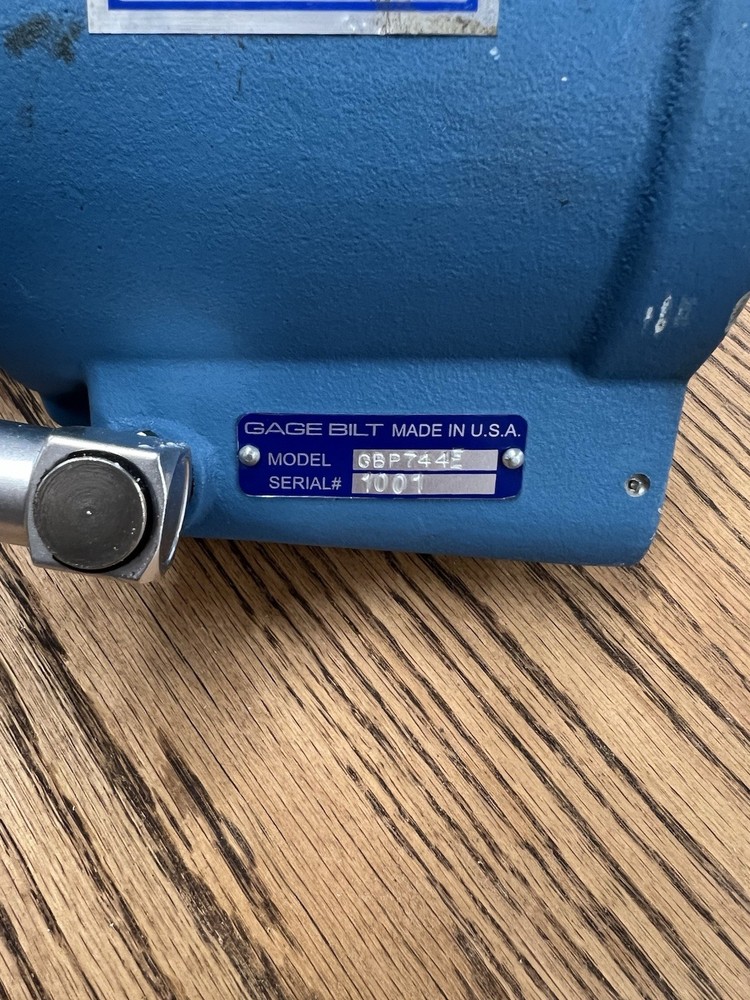 GAGE BILT MADE IN U.S.A.
MODEL GBP744E
SERIAL# 1001